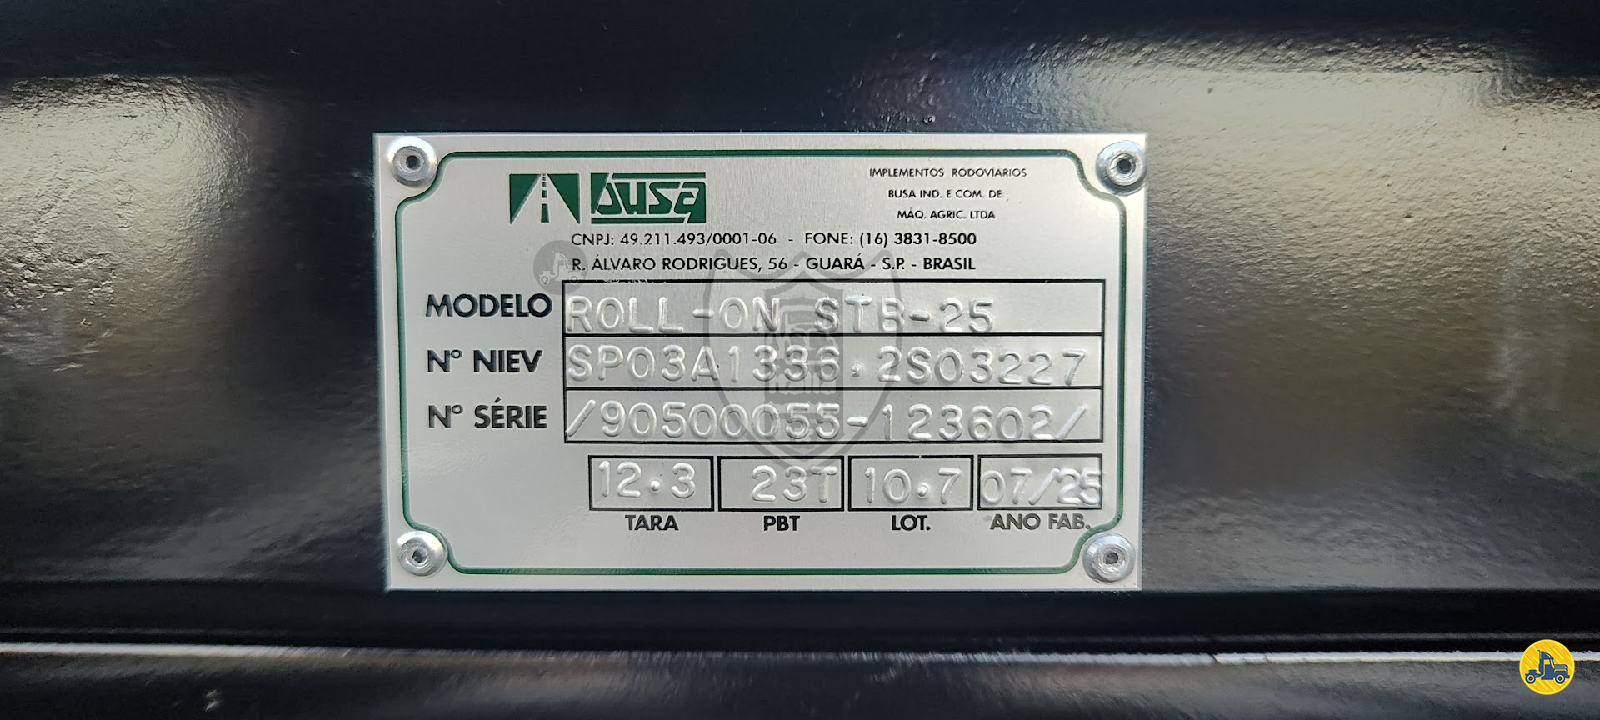 busa
IMPLEMENTOS RODOVIÁRIOS
BUSA IND. E COM. DE
MÁQ. AGRIC. LTDA
CNPJ: 49.211.493/0001-06 - FONE: (16) 3831-8500
R. ÁLVARO RODRIGUES, 56 - GUARÁ - S.P. - BRASIL
MODELO ROLL-ON STB-25
Nº NIEV SP03A1336.2S03227
Nº SÉRIE /90500055-123602/
12.3 23T 10.7 07/25
TARA PBT LOT. ANO FAB.